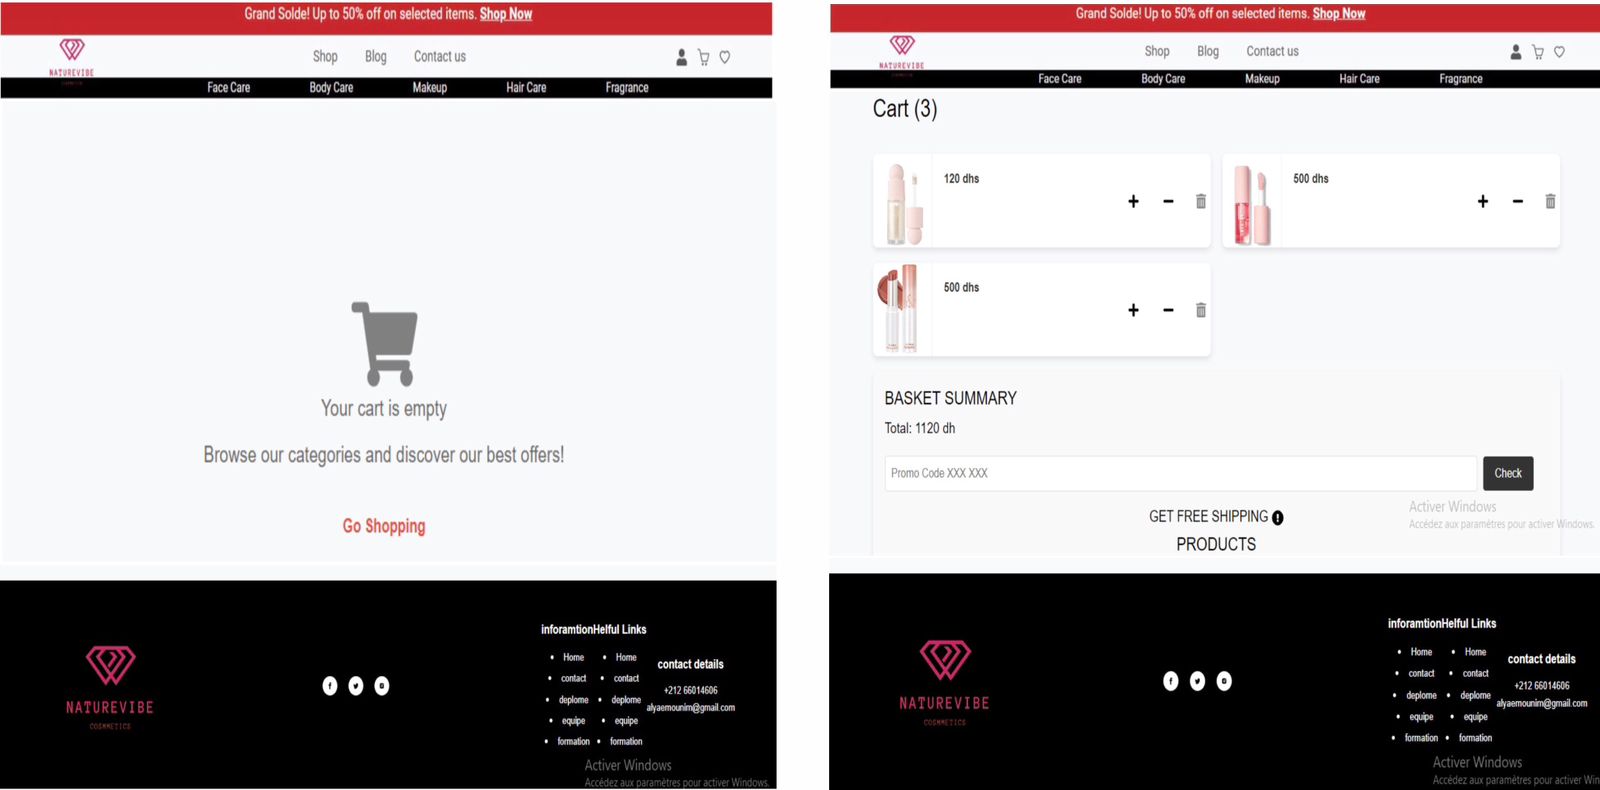 Grand Solde! Up to 50% off on selected items. Shop Now
NATUREVIBE
Shop Blog Contact us
Face Care Body Care Makeup Hair Care Fragrance
Your cart is empty
Browse our categories and discover our best offers!
Go Shopping
NATUREVIBE
COSMMETICS
inforamtionHelful Links
Home Home
contact contact
deplome deplome
equipe equipe
formation formation
contact details
+212 66014606
alyaemounim@gmail.com
Activer Windows
Accédez aux paramètres pour activer Windows.
Grand Solde! Up to 50% off on selected items. Shop Now
NATUREVIBE
Shop Blog Contact us
Face Care Body Care Makeup Hair Care Fragrance
Cart (3)
120 dhs
500 dhs
500 dhs
BASKET SUMMARY
Total: 1120 dh
Promo Code XXX XXX
Check
GET FREE SHIPPING
PRODUCTS
Activer Windows
Accédez aux paramètres pour activer Windows.
NATUREVIBE
COSMMETICS
inforamtionHelful Links
Home Home
contact contact
deplome deplome
equipe equipe
formation formation
contact details
+212 66014606
alyaemounim@gmail.com
Activer Windows
Accédez aux paramètres pour activer Win